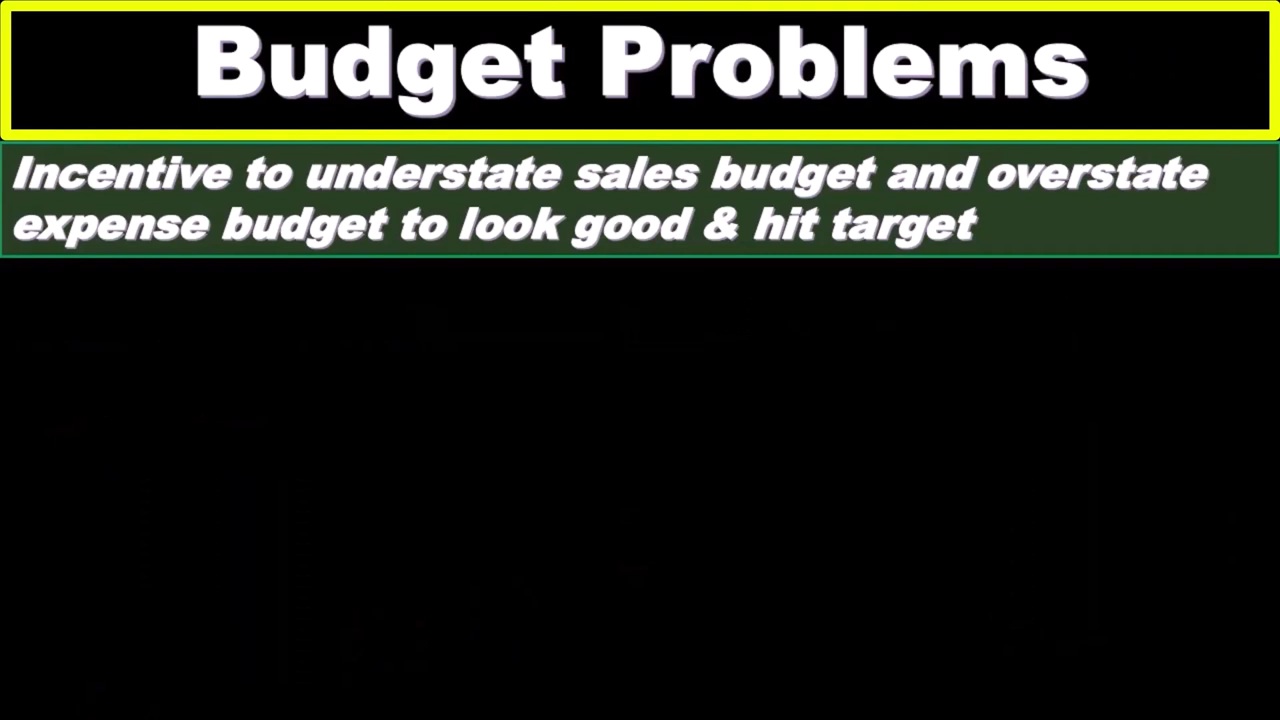 Budget Problems
Incentive to understate sales budget and overstate
expense budget to look good & hit target